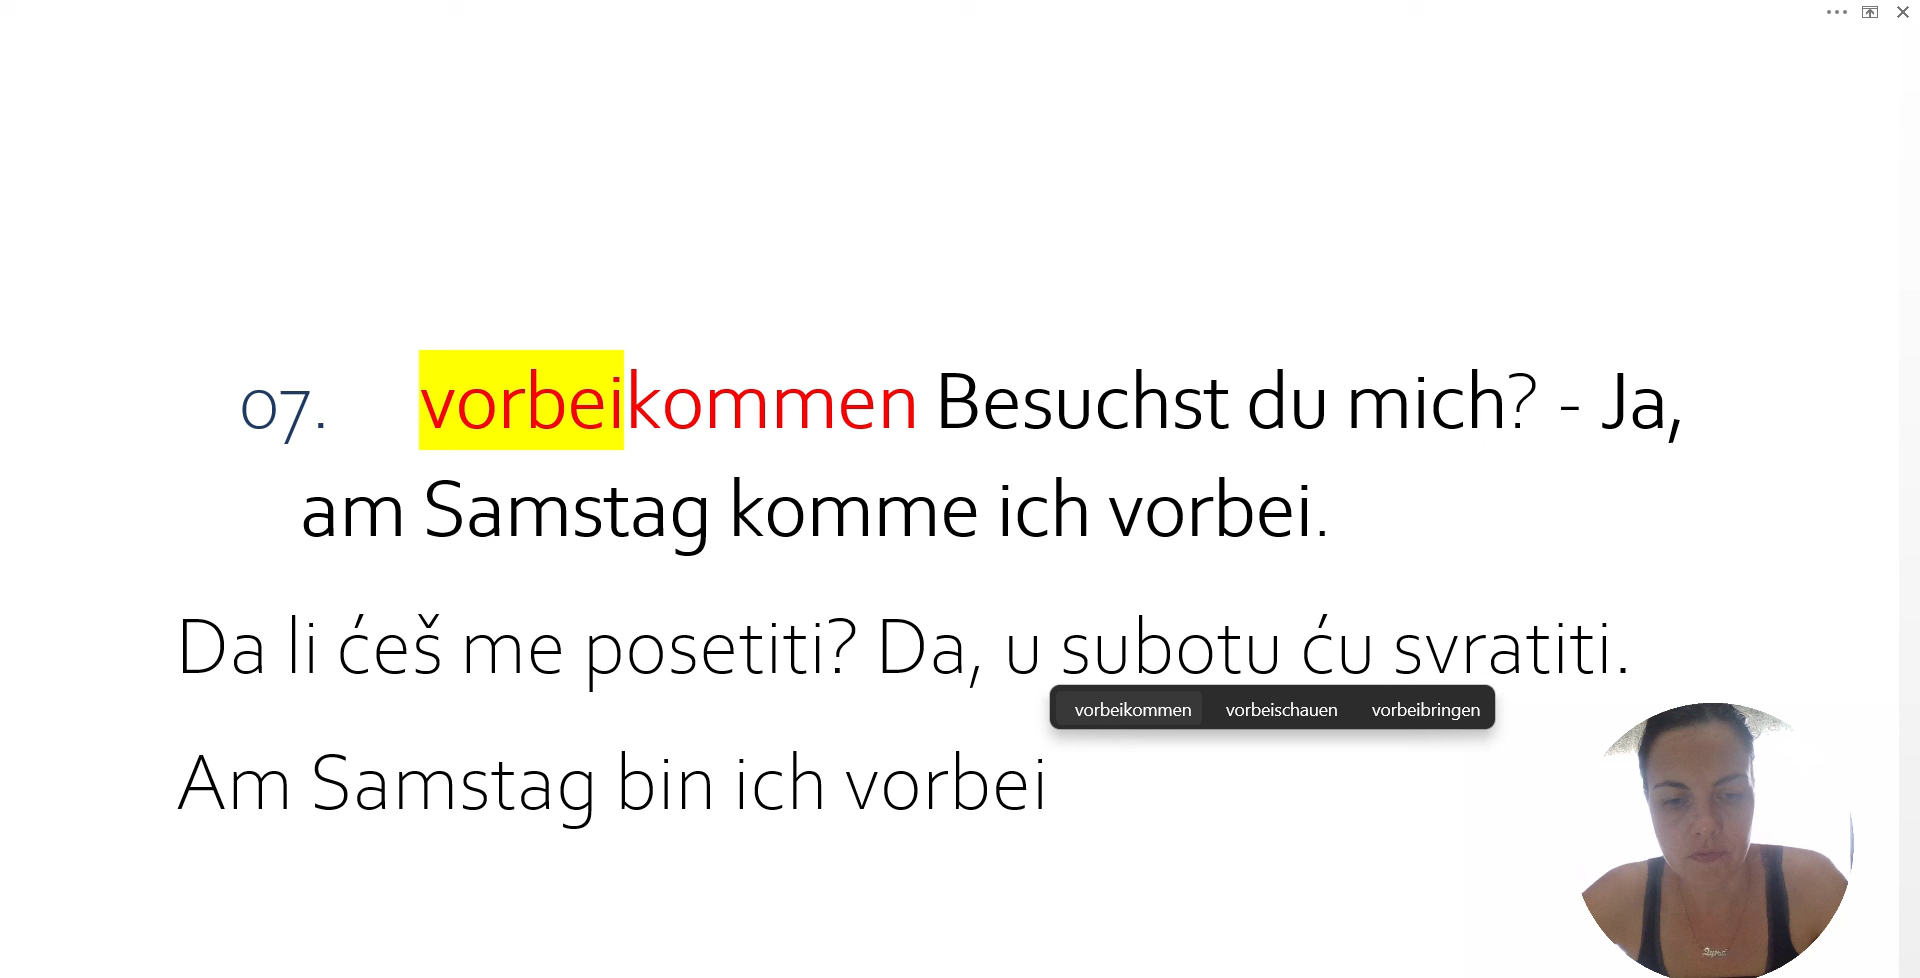 07. vorbeikommen Besuchst du mich? - Ja,
am Samstag komme ich vorbei.
Da li ćeš me posetiti? Da, u subotu ću svratiti.
vorbeikommen vorbeischauen vorbeibringen
Am Samstag bin ich vorbei